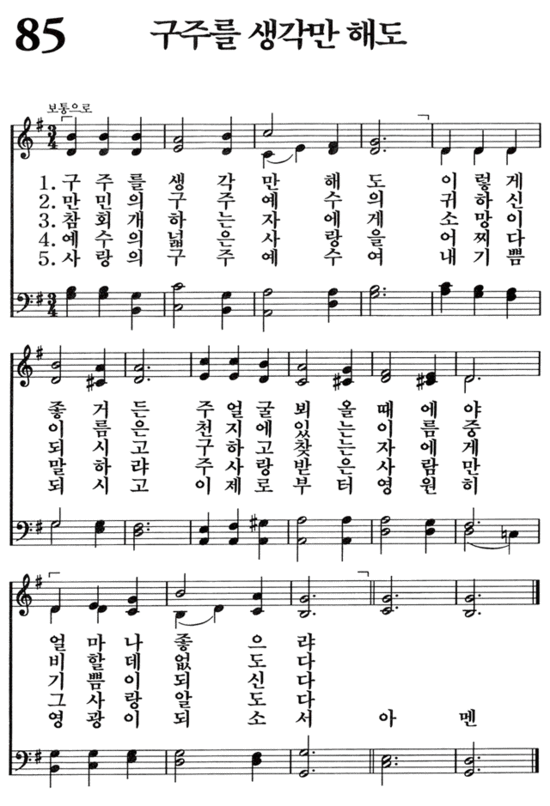 85 구주를 생각만 해도
보통으로
1. 구 주 를 생 각 만 해 도 이 렇 게
2. 만 민 의 구 주 예 수 의 귀 하 신
3. 참 회 개 하 는 자 에 게 소 망 이
4. 예 수 의 넓 은 사 랑 을 어 찌 다
5. 사 랑 의 구 주 예 수 여 내 기 쁨
좋 거 든 주 얼 굴 뵈 올 때 에 야
이 름 은 천 지 에 있 는 이 름 중
되 시 고 구 하 고 찾 는 자 에 게
말 하 랴 주 사 랑 받 은 사 람 만
되 시 고 이 제 로 부 터 영 원 히
얼 마 나 좋 으 랴
비 할 데 없 도 다
기 쁨 이 되 신 다
그 사 랑 알 도 다
영 광 이 되 소 서 아 멘